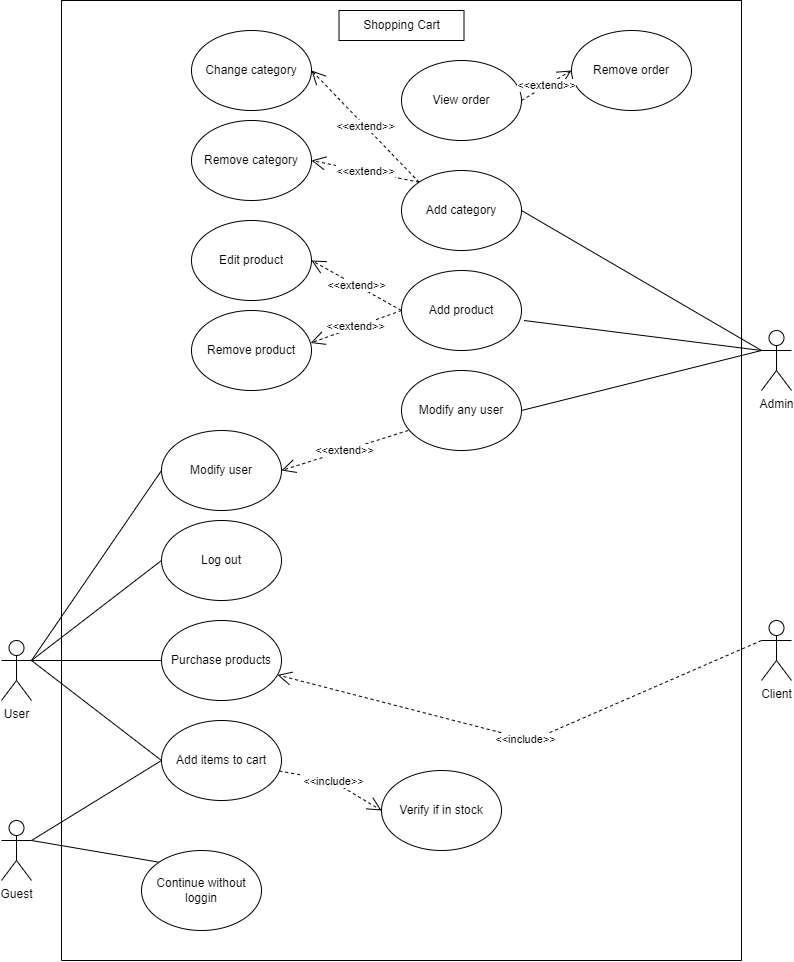 Shopping Cart
Change category
View order
<<extend>>
Remove order
<<extend>>
Remove category
<<extend>>
Add category
Edit product
<<extend>>
Add product
<<extend>>
Remove product
Admin
Modify any user
<<extend>>
Modify user
Log out
Purchase products
User
Client
<<include>>
Add items to cart
<<include>>
Verify if in stock
Guest
Continue without
loggin